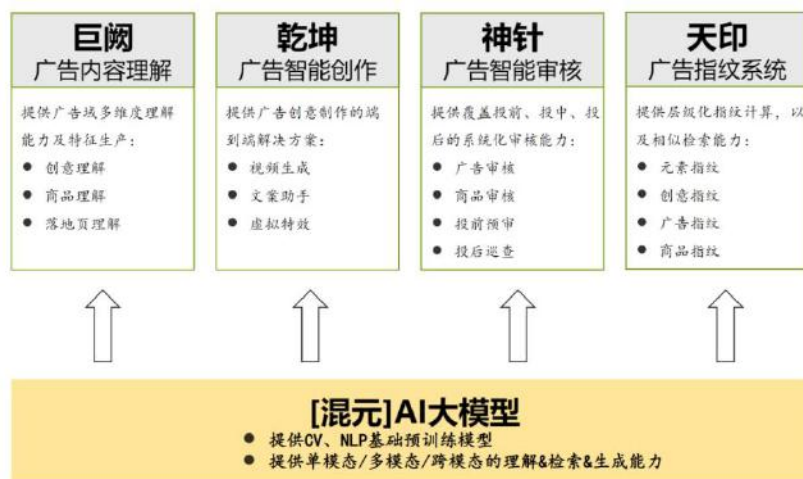 巨阙
广告内容理解
提供广告域多维度理解
能力及特征生产：
● 创意理解
● 商品理解
● 落地页理解
乾坤
广告智能创作
提供广告创意制作的端
到端解决方案：
● 视频生成
● 文案助手
● 虚拟特效
神针
广告智能审核
提供覆盖投前、投中、投
后的系统化审核能力：
● 广告审核
● 商品审核
● 投前预审
● 投后巡查
天印
广告指纹系统
提供层级化指纹计算，以
及相似检索能力：
● 元素指纹
● 创意指纹
● 广告指纹
● 商品指纹
[混元]AI大模型
● 提供CV、NLP基础预训练模型
● 提供单模态/多模态/跨模态的理解&检索&生成能力